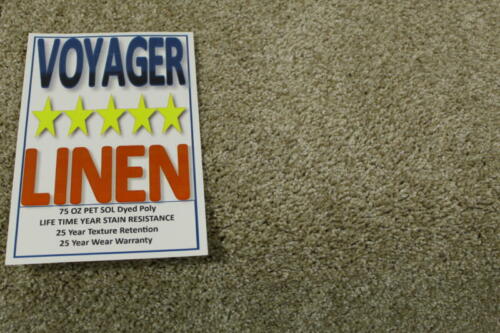 VOYAGER
LINEN
75 OZ PET SOL Dyed Poly
LIFE TIME YEAR STAIN RESISTANCE
25 Year Texture Retention
25 Year Wear Warranty